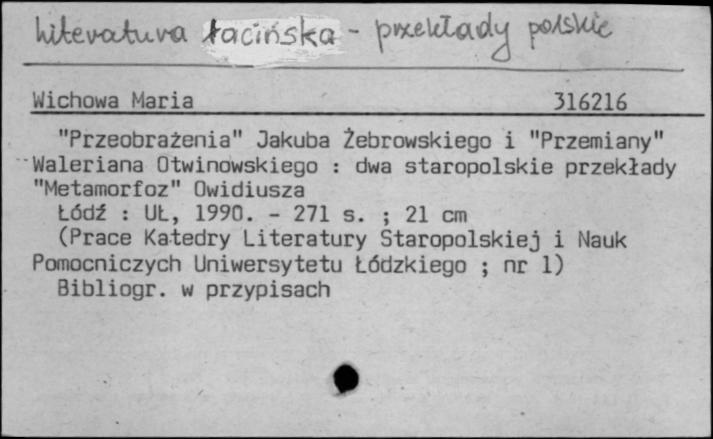 Literatura łacińska - przekłady polskie
Wichowa Maria 316216
"Przeobrażenia" Jakuba Żebrowskiego i "Przemiany"
Waleriana Otwinowskiego : dwa staropolskie przekłady
"Metamorfoz" Owidiusza
Łódź : UŁ, 1990. - 271 s. ; 21 cm
(Prace Katedry Literatury Staropolskiej i Nauk
Pomocniczych Uniwersytetu Łódzkiego ; nr 1)
Bibliogr. w przypisach